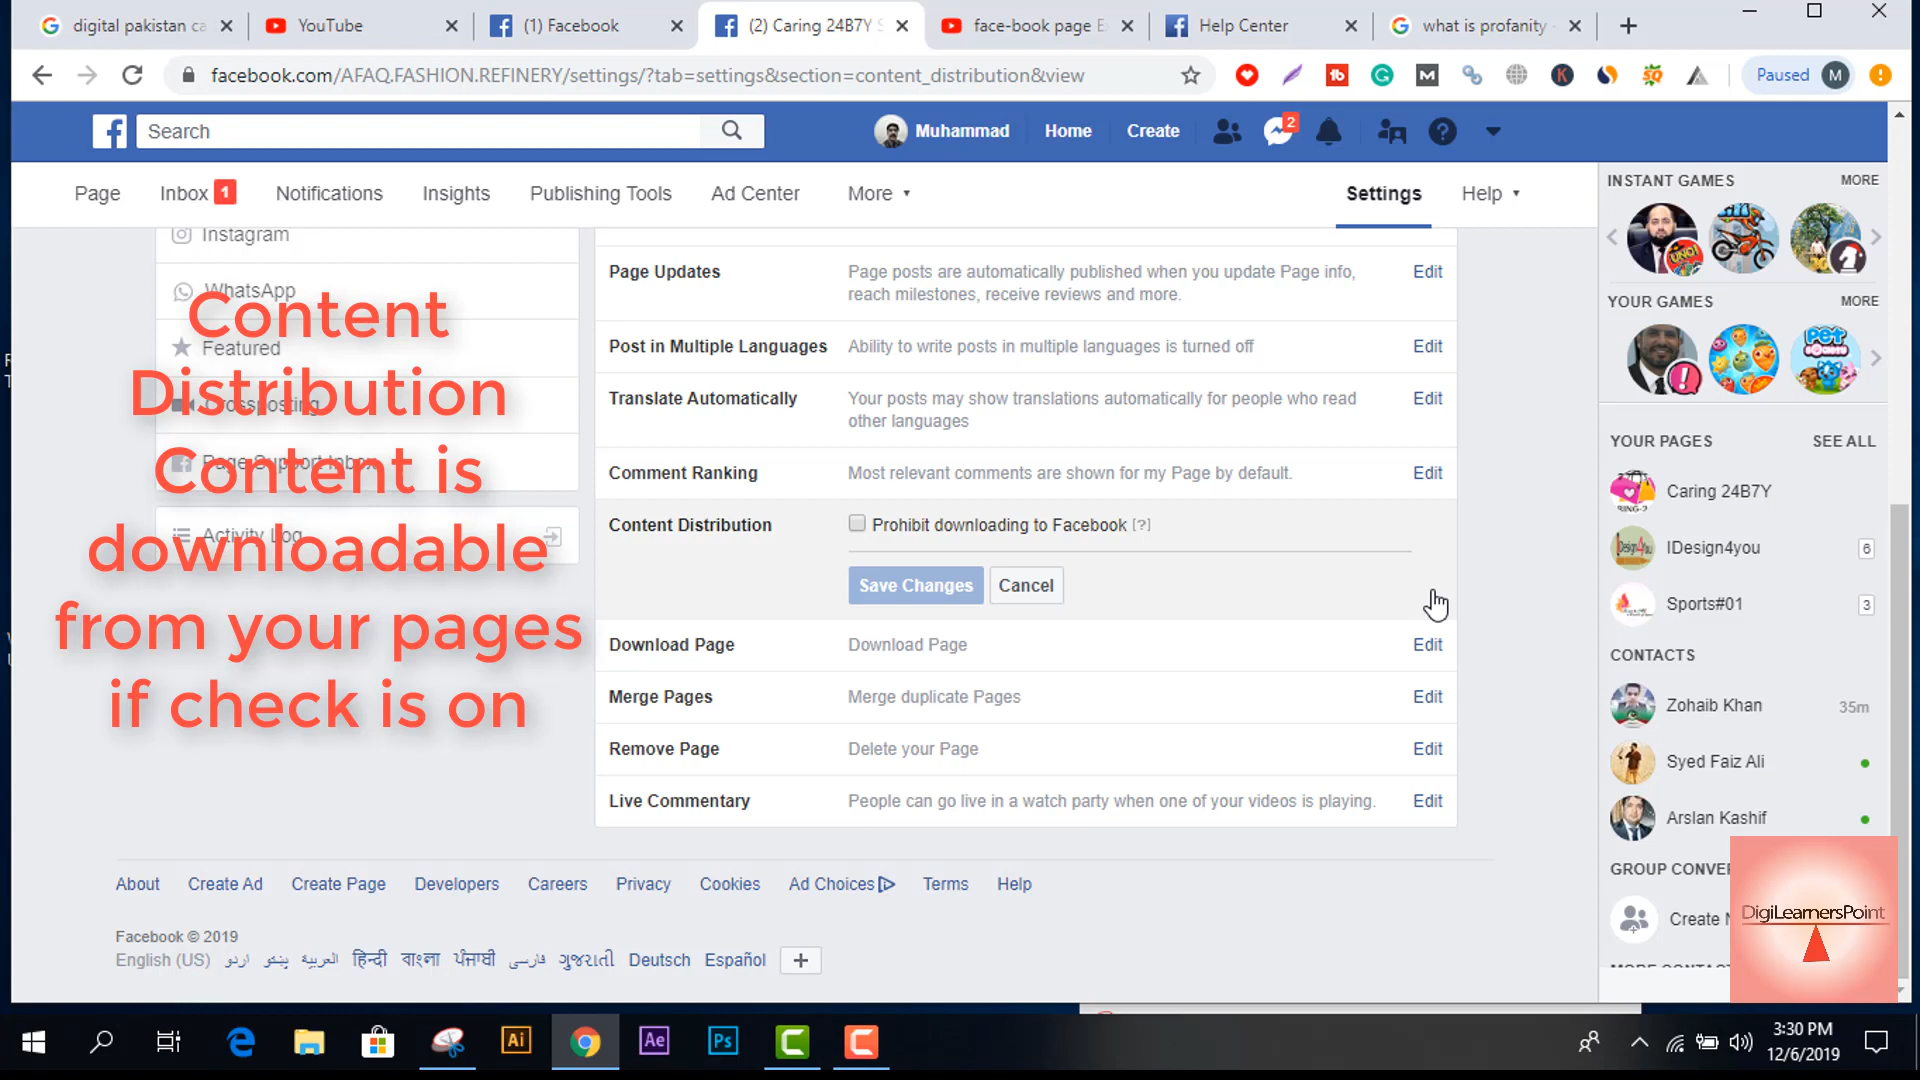 digital pakistan ca
YouTube
(1) Facebook
(2) Caring 24B7Y S
face-book page E
Help Center
what is profanity -
facebook.com/AFAQ.FASHION.REFINERY/settings/?tab=settings&section=content_distribution&view
Paused M
Search
Muhammad
Home
Create
2
Page
Inbox 1
Notifications
Insights
Publishing Tools
Ad Center
More
Settings
Help
Instagram
WhatsApp
Featured
Crossposting
Page Support Inbox
Activity Log
Content
Distribution
Content is
downloadable
from your pages
if check is on
Page Updates
Page posts are automatically published when you update Page info,
reach milestones, receive reviews and more.
Edit
Post in Multiple Languages
Ability to write posts in multiple languages is turned off
Edit
Translate Automatically
Your posts may show translations automatically for people who read
other languages
Edit
Comment Ranking
Most relevant comments are shown for my Page by default.
Edit
Content Distribution
Prohibit downloading to Facebook [?]
Save Changes
Cancel
Download Page
Download Page
Edit
Merge Pages
Merge duplicate Pages
Edit
Remove Page
Delete your Page
Edit
Live Commentary
People can go live in a watch party when one of your videos is playing.
Edit
INSTANT GAMES
MORE
UNO!
YOUR GAMES
MORE
YOUR PAGES
SEE ALL
Caring 24B7Y
IDesign4you
6
Sports#01
3
CONTACTS
Zohaib Khan
35m
Syed Faiz Ali
Arslan Kashif
GROUP CONVE
Create
DigiLearnersPoint
About
Create Ad
Create Page
Developers
Careers
Privacy
Cookies
Ad Choices
Terms
Help
Facebook © 2019
English (US) اردو پښتو العربية हिन्दी বাংলা ਪੰਜਾਬੀ فارسی ગુજરાતી Deutsch Español +
Ai
Ae
Ps
3:30 PM
12/6/2019